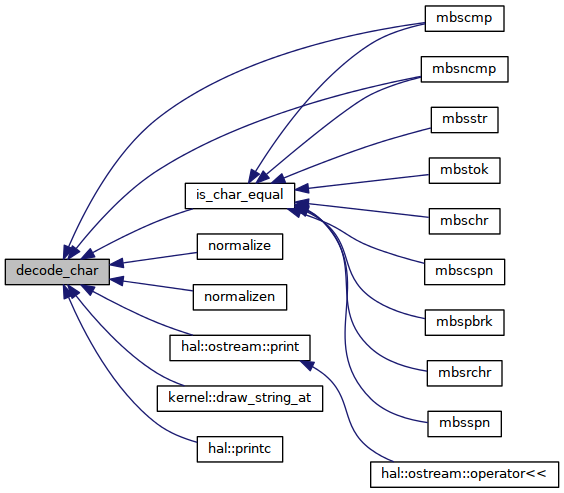 mbscmp
mbsncmp
mbsstr
mbstok
is_char_equal
mbschr
normalize
mbscspn
decode_char
normalizen
mbspbrk
hal::ostream::print
mbsrchr
kernel::draw_string_at
mbsspn
hal::printc
hal::ostream::operator<<